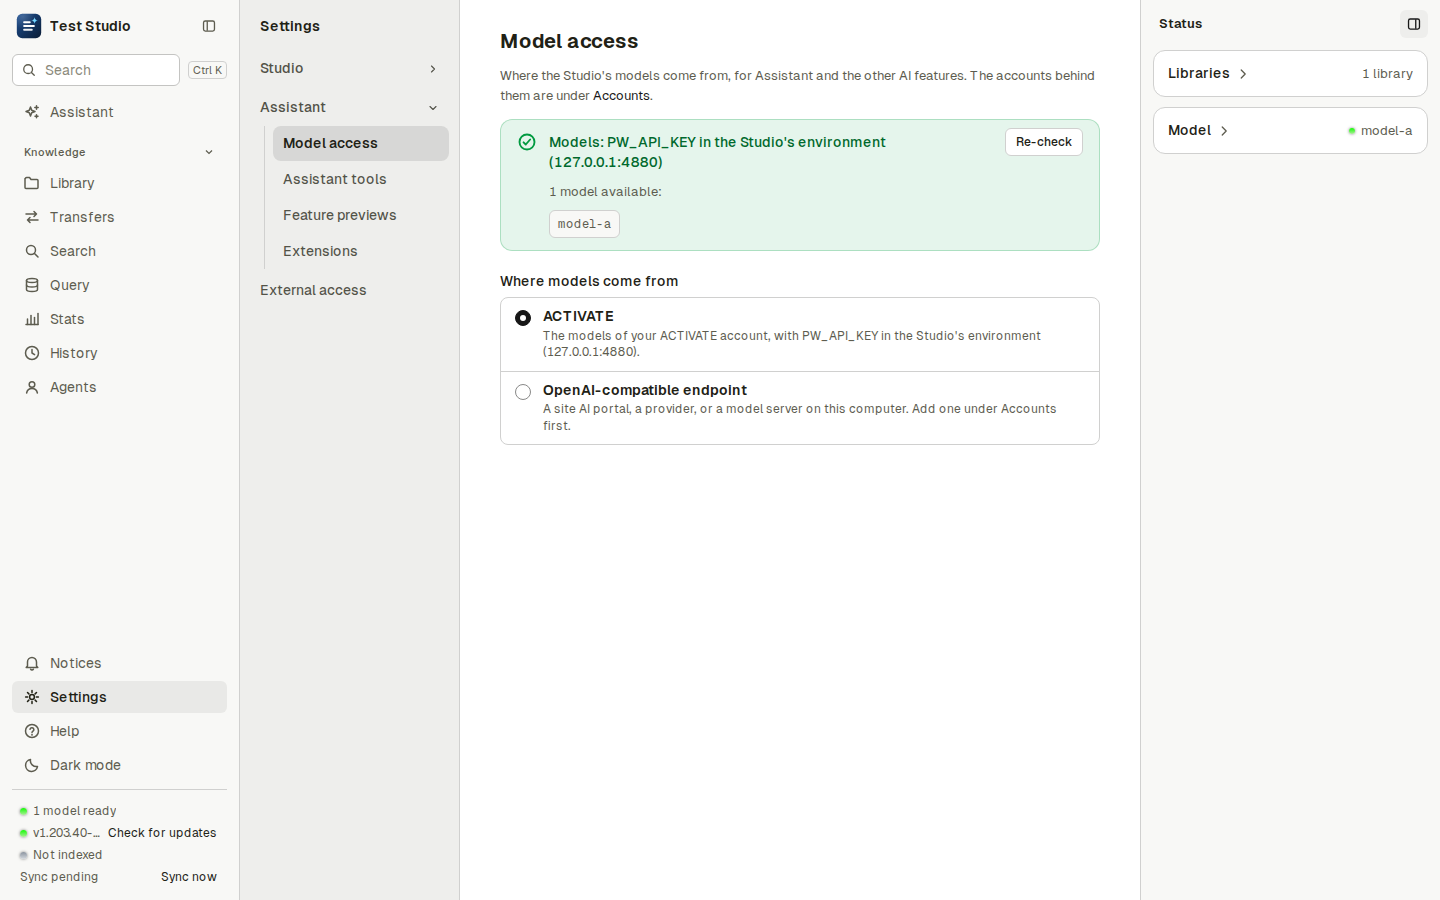 Test Studio
Search
Ctrl K
Assistant
Knowledge
Library
Transfers
Search
Query
Stats
History
Agents
Notices
Settings
Help
Dark mode
1 model ready
v1.203.40-... Check for updates
Not indexed
Sync pending Sync now
Settings
Studio
Assistant
Model access
Assistant tools
Feature previews
Extensions
External access
Model access
Where the Studio's models come from, for Assistant and the other AI features. The accounts behind
them are under Accounts.
Models: PW_API_KEY in the Studio's environment
(127.0.0.1:4880)
Re-check
1 model available:
model-a
Where models come from
ACTIVATE
The models of your ACTIVATE account, with PW_API_KEY in the Studio's environment
(127.0.0.1:4880).
OpenAI-compatible endpoint
A site AI portal, a provider, or a model server on this computer. Add one under Accounts
first.
Status
Libraries 1 library
Model model-a